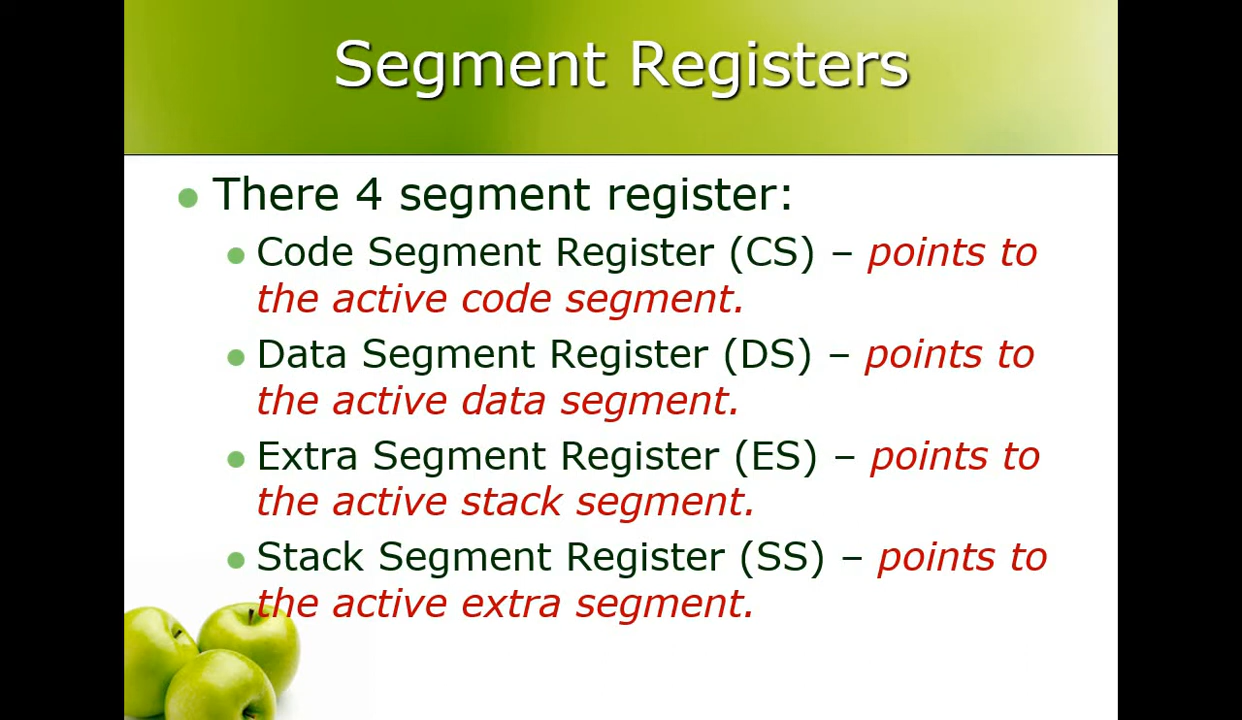 Segment Registers
There 4 segment register:
Code Segment Register (CS) – points to
the active code segment.
Data Segment Register (DS) – points to
the active data segment.
Extra Segment Register (ES) – points to
the active stack segment.
Stack Segment Register (SS) – points to
the active extra segment.